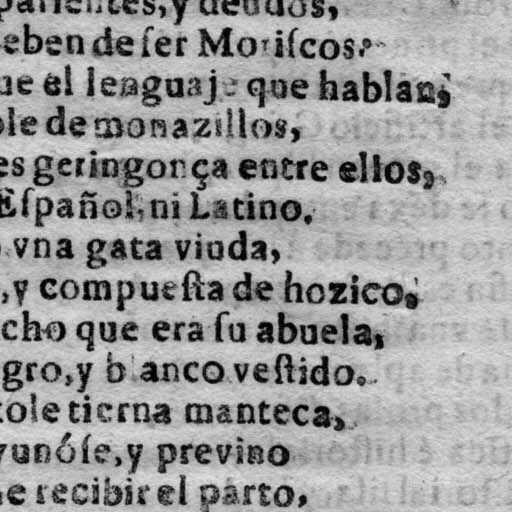 parientes, y deudos,
eben de ſer Moriſcos:
ue el lenguaje que hablan,
ole de monazillos,
es geringonça entre ellos,
Eſpañol, ni Latino.
vna gata viuda,
, y compueſta de hozico,
cho que era ſu abuela,
gro, y blanco veſtido.
ole tierna manteca,
yunóſe, y previno
recibir el parto,